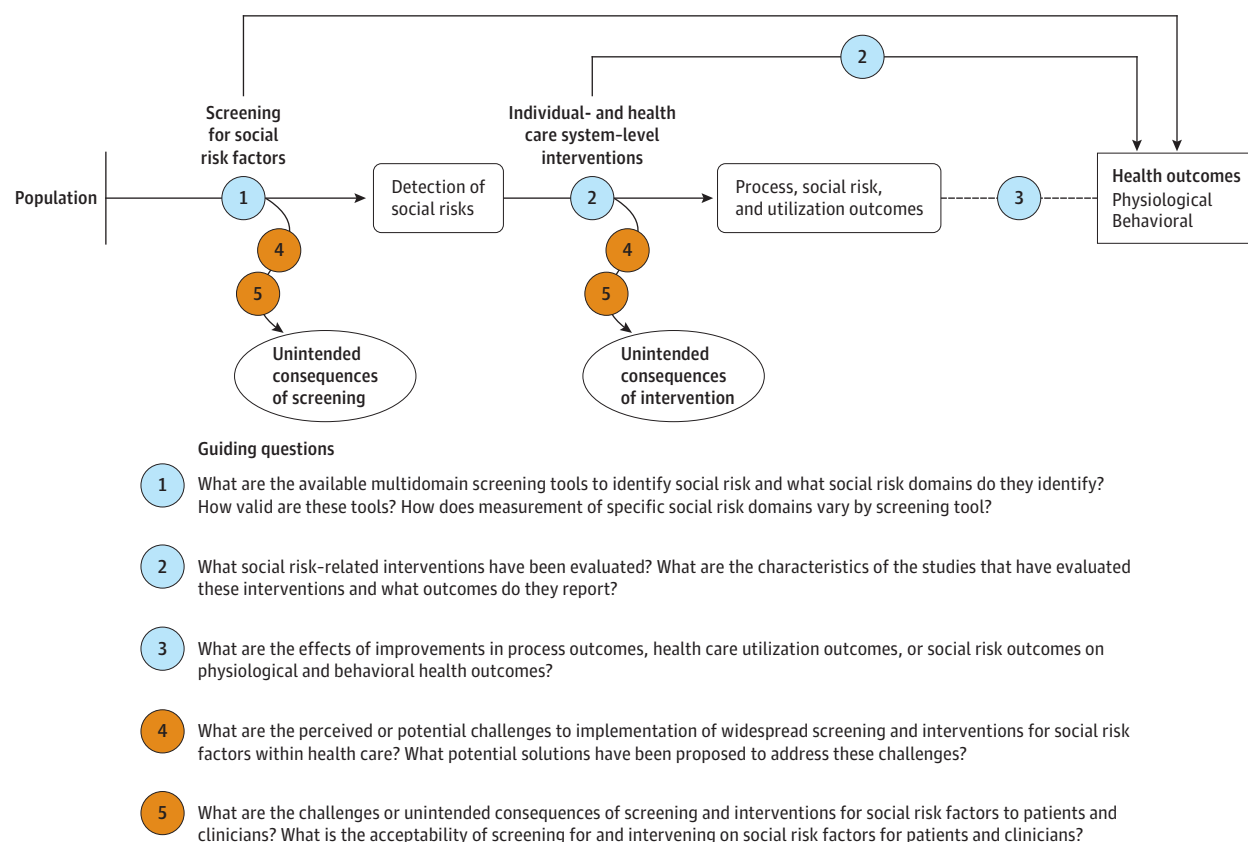 2
Screening
for social
risk factors
Individual- and health
care system–level
interventions
Population
1
Detection of
social risks
2
Process, social risk,
and utilization outcomes
3
Health outcomes
Physiological
Behavioral
4
5
4
5
Unintended
consequences
of screening
Unintended
consequences
of intervention
Guiding questions
1
What are the available multidomain screening tools to identify social risk and what social risk domains do they identify?
How valid are these tools? How does measurement of specific social risk domains vary by screening tool?
2
What social risk–related interventions have been evaluated? What are the characteristics of the studies that have evaluated
these interventions and what outcomes do they report?
3
What are the effects of improvements in process outcomes, health care utilization outcomes, or social risk outcomes on
physiological and behavioral health outcomes?
4
What are the perceived or potential challenges to implementation of widespread screening and interventions for social risk
factors within health care? What potential solutions have been proposed to address these challenges?
5
What are the challenges or unintended consequences of screening and interventions for social risk factors to patients and
clinicians? What is the acceptability of screening for and intervening on social risk factors for patients and clinicians?